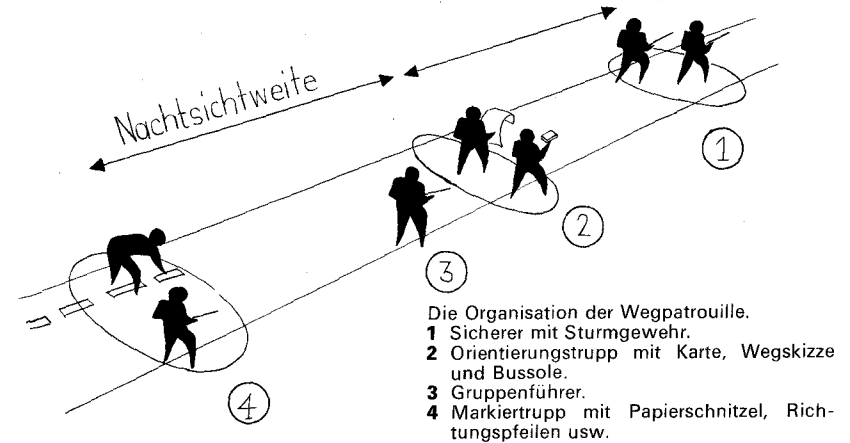 Nachtsichtweite
1
2
3
4
Die Organisation der Wegpatrouille.
1 Sicherer mit Sturmgewehr.
2 Orientierungstrupp mit Karte, Wegskizze
und Bussole.
3 Gruppenführer.
4 Markiertrupp mit Papierschnitzel, Rich-
tungspfeilen usw.